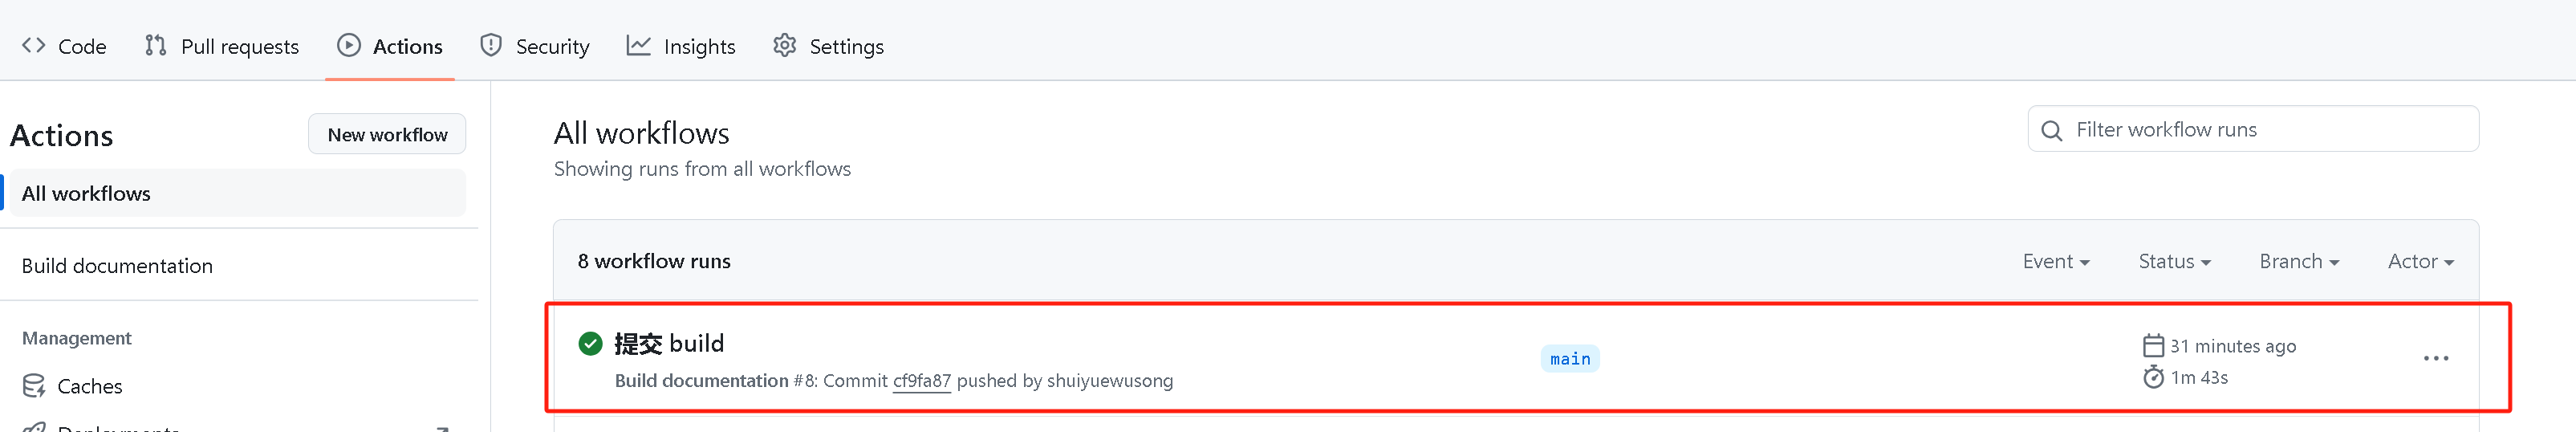 Code Pull requests Actions Security Insights Settings
Actions
New workflow
All workflows
Build documentation
Management
Caches
Deployments
All workflows
Showing runs from all workflows
Filter workflow runs
8 workflow runs
Event Status Branch Actor
提交 build
Build documentation #8: Commit cf9fa87 pushed by shuiyuewusong
main
31 minutes ago
1m 43s